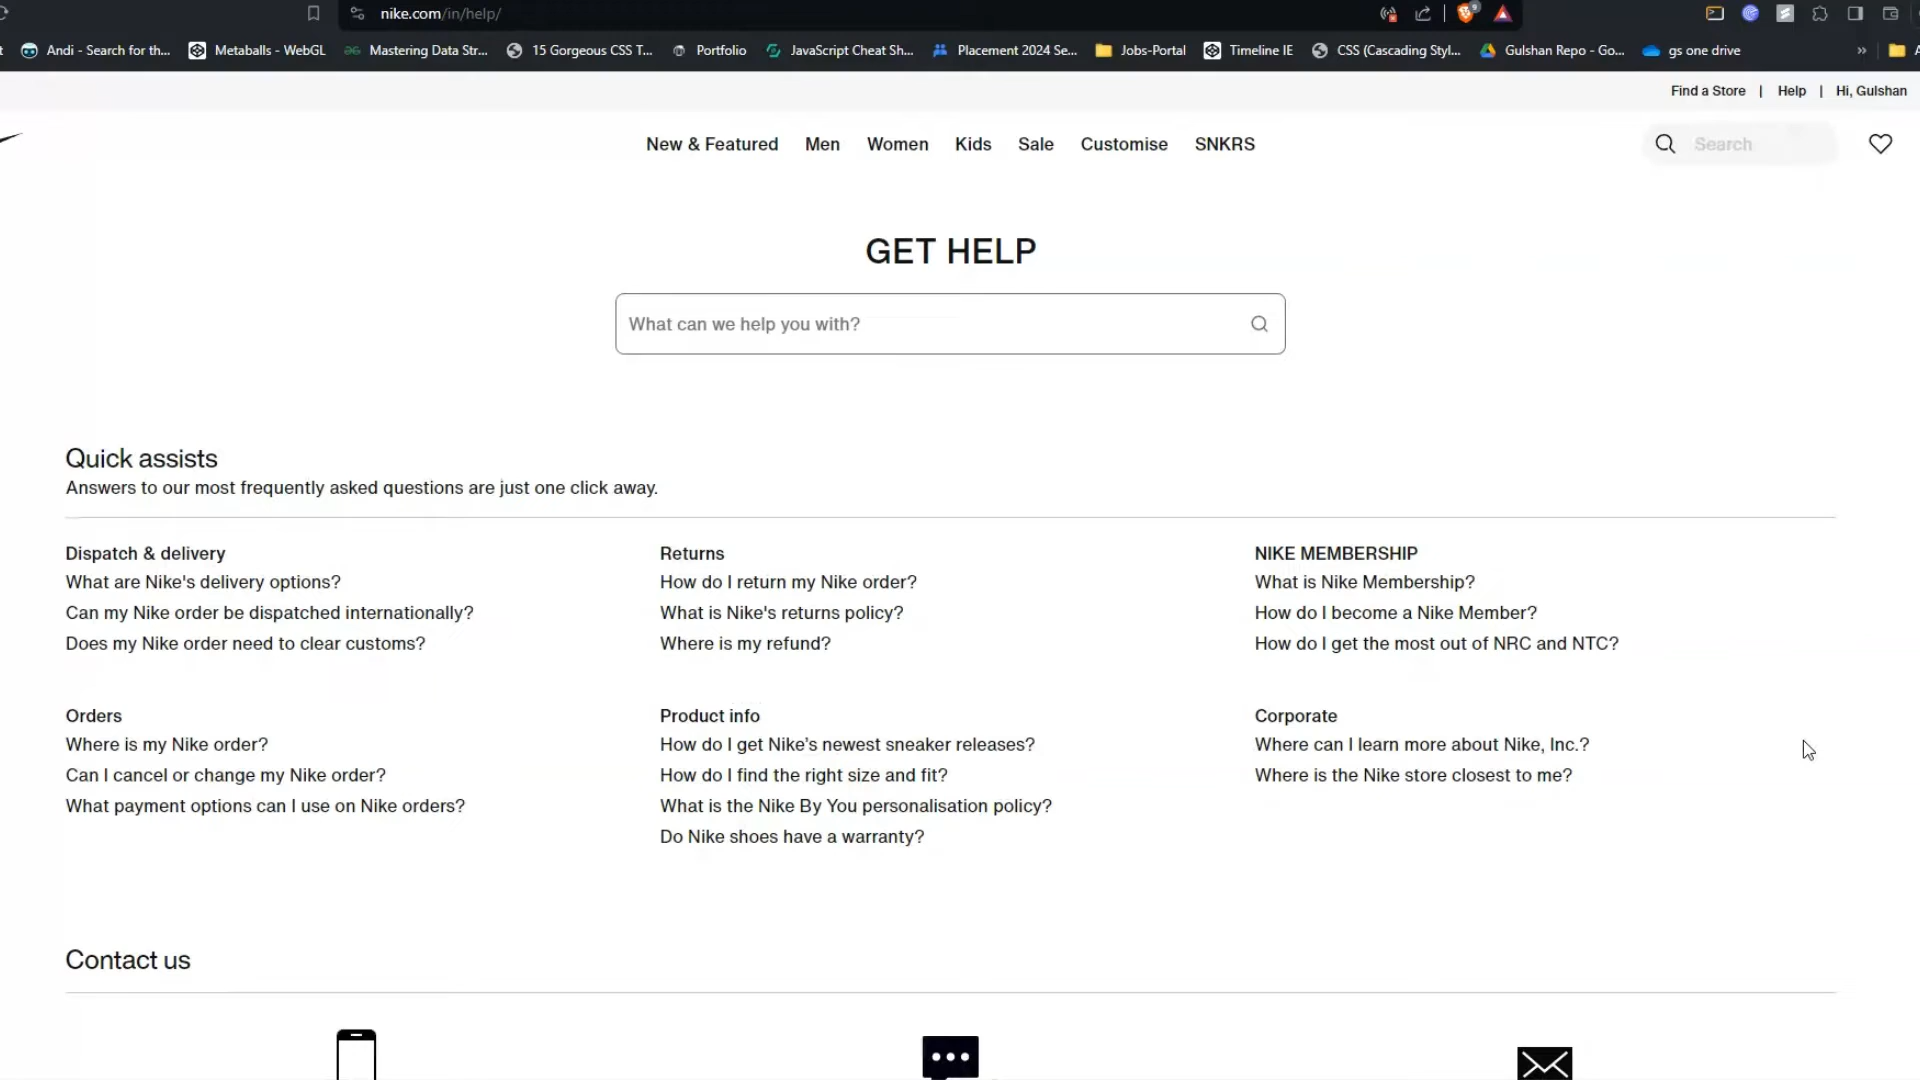 nike.com/in/help/
Andi - Search for th...
Metaballs - WebGL
Mastering Data Str...
15 Gorgeous CSS T...
Portfolio
JavaScript Cheat Sh...
Placement 2024 Se...
Jobs-Portal
Timeline IE
CSS (Cascading Styl...
Gulshan Repo - Go...
gs one drive
»
Find a Store | Help | Hi, Gulshan
New & Featured Men Women Kids Sale Customise SNKRS
Search
GET HELP
What can we help you with?
Quick assists
Answers to our most frequently asked questions are just one click away.
Dispatch & delivery
What are Nike's delivery options?
Can my Nike order be dispatched internationally?
Does my Nike order need to clear customs?
Returns
How do I return my Nike order?
What is Nike's returns policy?
Where is my refund?
NIKE MEMBERSHIP
What is Nike Membership?
How do I become a Nike Member?
How do I get the most out of NRC and NTC?
Orders
Where is my Nike order?
Can I cancel or change my Nike order?
What payment options can I use on Nike orders?
Product info
How do I get Nike’s newest sneaker releases?
How do I find the right size and fit?
What is the Nike By You personalisation policy?
Do Nike shoes have a warranty?
Corporate
Where can I learn more about Nike, Inc.?
Where is the Nike store closest to me?
Contact us